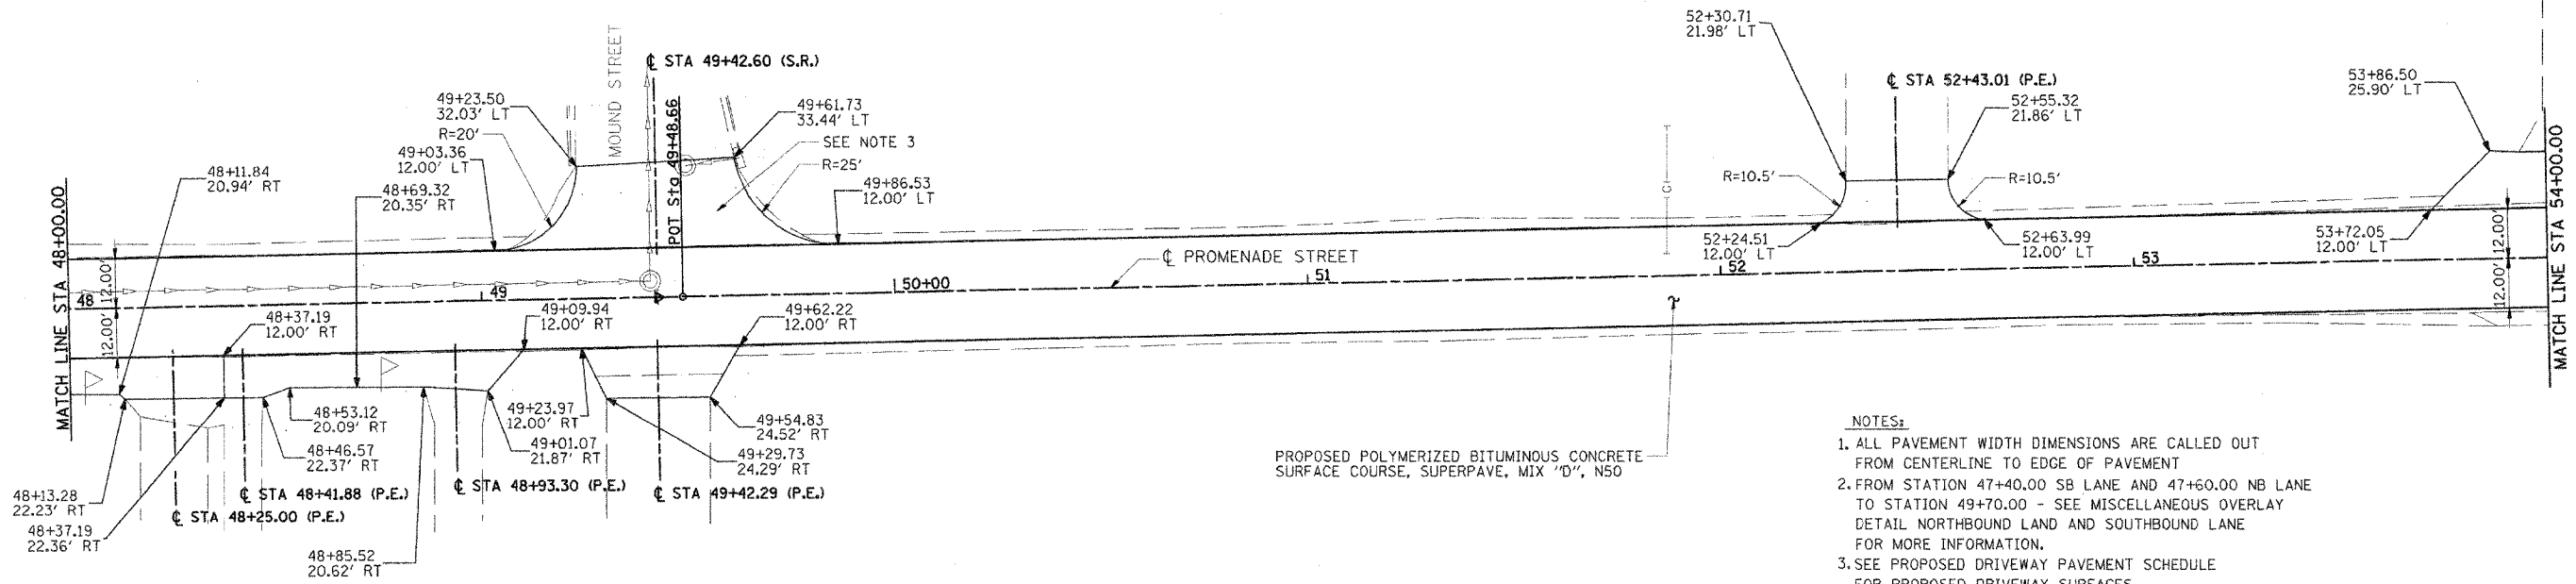 52+30.71
21.98' LT
MOUND STREET
℄ STA 49+42.60 (S.R.)
℄ STA 52+43.01 (P.E.)
53+86.50
25.90' LT
49+23.50
32.03' LT
49+61.73
33.44' LT
52+55.32
21.86' LT
R=20'
SEE NOTE 3
49+03.36
12.00' LT
R=25'
POT Sta 49+48.66
48+11.84
20.94' RT
48+69.32
20.35' RT
49+86.53
12.00' LT
R=10.5'
R=10.5'
G
MATCH LINE STA 48+00.00
MATCH LINE STA 54+00.00
12.00'
12.00'
12.00'
12.00'
52+24.51
12.00' LT
52+63.99
12.00' LT
53+72.05
12.00' LT
℄ PROMENADE STREET
48
49
50+00
51
52
53
48+37.19
12.00' RT
49+09.94
12.00' RT
49+62.22
12.00' RT
48+53.12
20.09' RT
49+23.97
12.00' RT
49+54.83
24.52' RT
48+46.57
22.37' RT
49+01.07
21.87' RT
49+29.73
24.29' RT
48+13.28
22.23' RT
℄ STA 48+41.88 (P.E.)
℄ STA 48+93.30 (P.E.)
℄ STA 49+42.29 (P.E.)
℄ STA 48+25.00 (P.E.)
48+37.19
22.36' RT
48+85.52
20.62' RT
PROPOSED POLYMERIZED BITUMINOUS CONCRETE
SURFACE COURSE, SUPERPAVE, MIX "D", N50
NOTES:
1. ALL PAVEMENT WIDTH DIMENSIONS ARE CALLED OUT
FROM CENTERLINE TO EDGE OF PAVEMENT
2. FROM STATION 47+40.00 SB LANE AND 47+60.00 NB LANE
TO STATION 49+70.00 - SEE MISCELLANEOUS OVERLAY
DETAIL NORTHBOUND LAND AND SOUTHBOUND LANE
FOR MORE INFORMATION.
3. SEE PROPOSED DRIVEWAY PAVEMENT SCHEDULE
FOR PROPOSED DRIVEWAY SURFACES